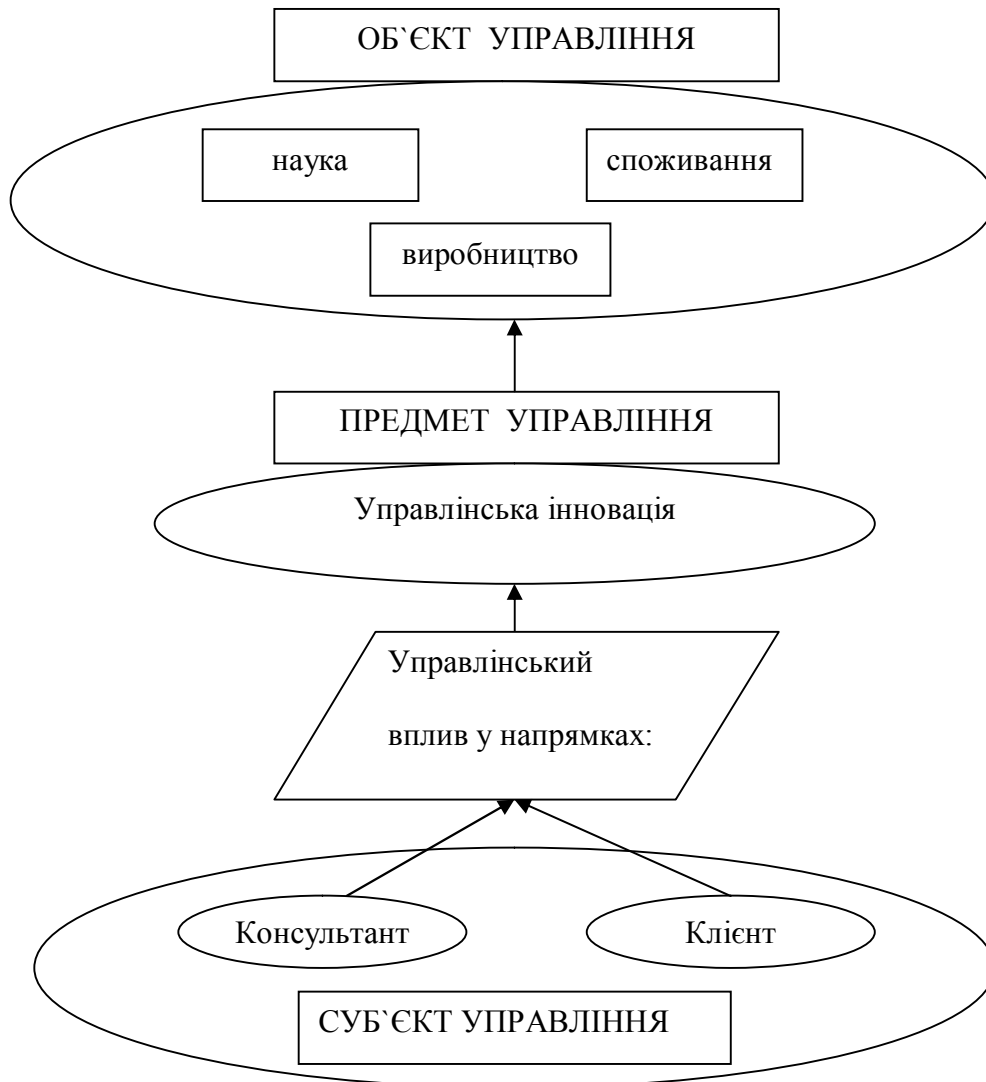 ОБ`ЄКТ УПРАВЛІННЯ
наука
споживання
виробництво
ПРЕДМЕТ УПРАВЛІННЯ
Управлінська інновація
Управлінський
вплив у напрямках:
Консультант
Клієнт
СУБ`ЄКТ УПРАВЛІННЯ